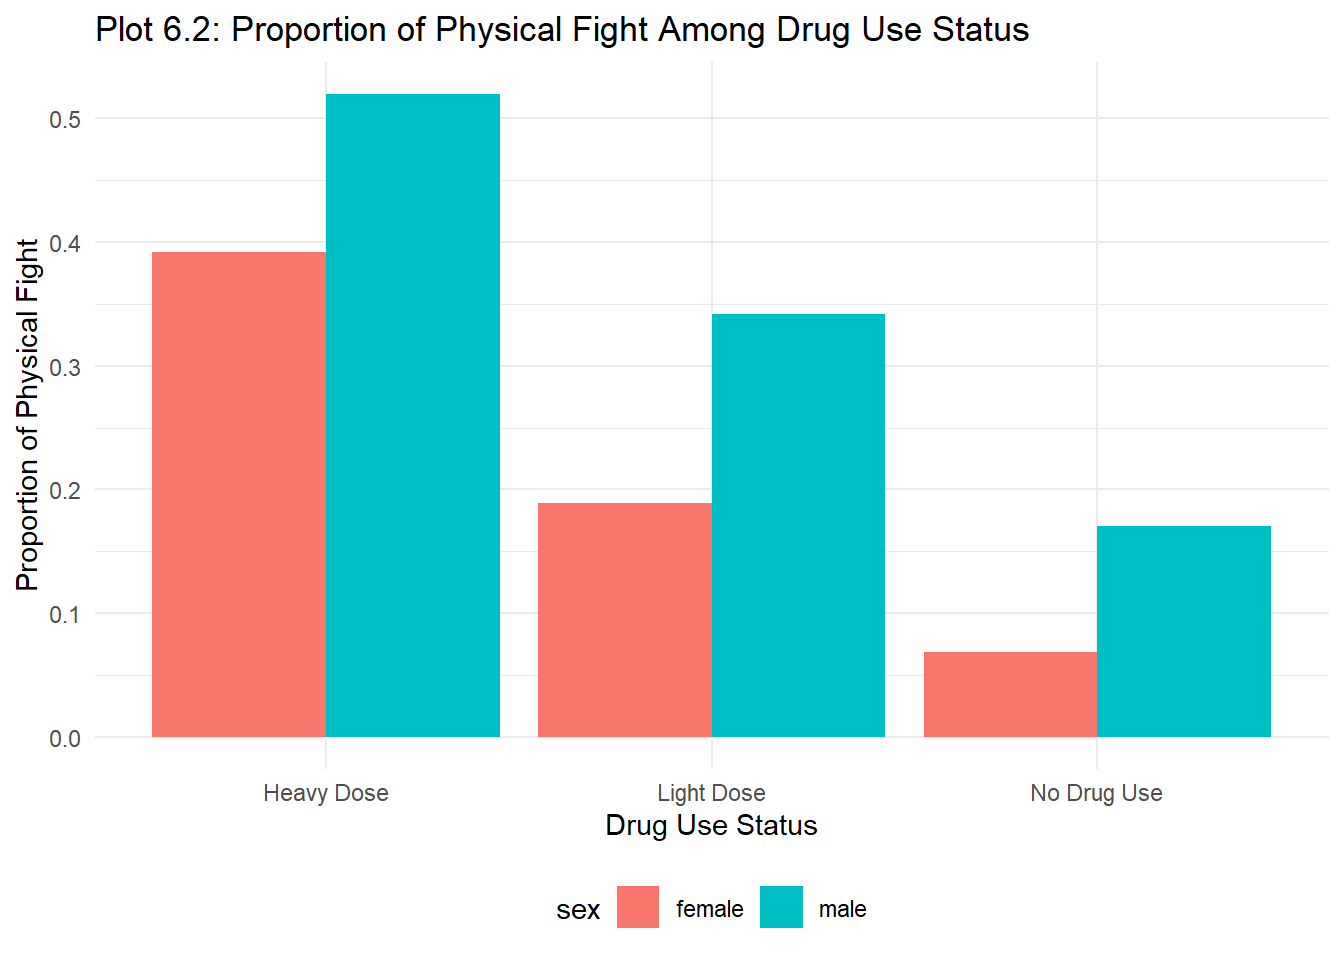 Plot 6.2: Proportion of Physical Fight Among Drug Use Status
Proportion of Physical Fight
0.5
0.4
0.3
0.2
0.1
0.0
Heavy Dose Light Dose No Drug Use
Drug Use Status
sex female male